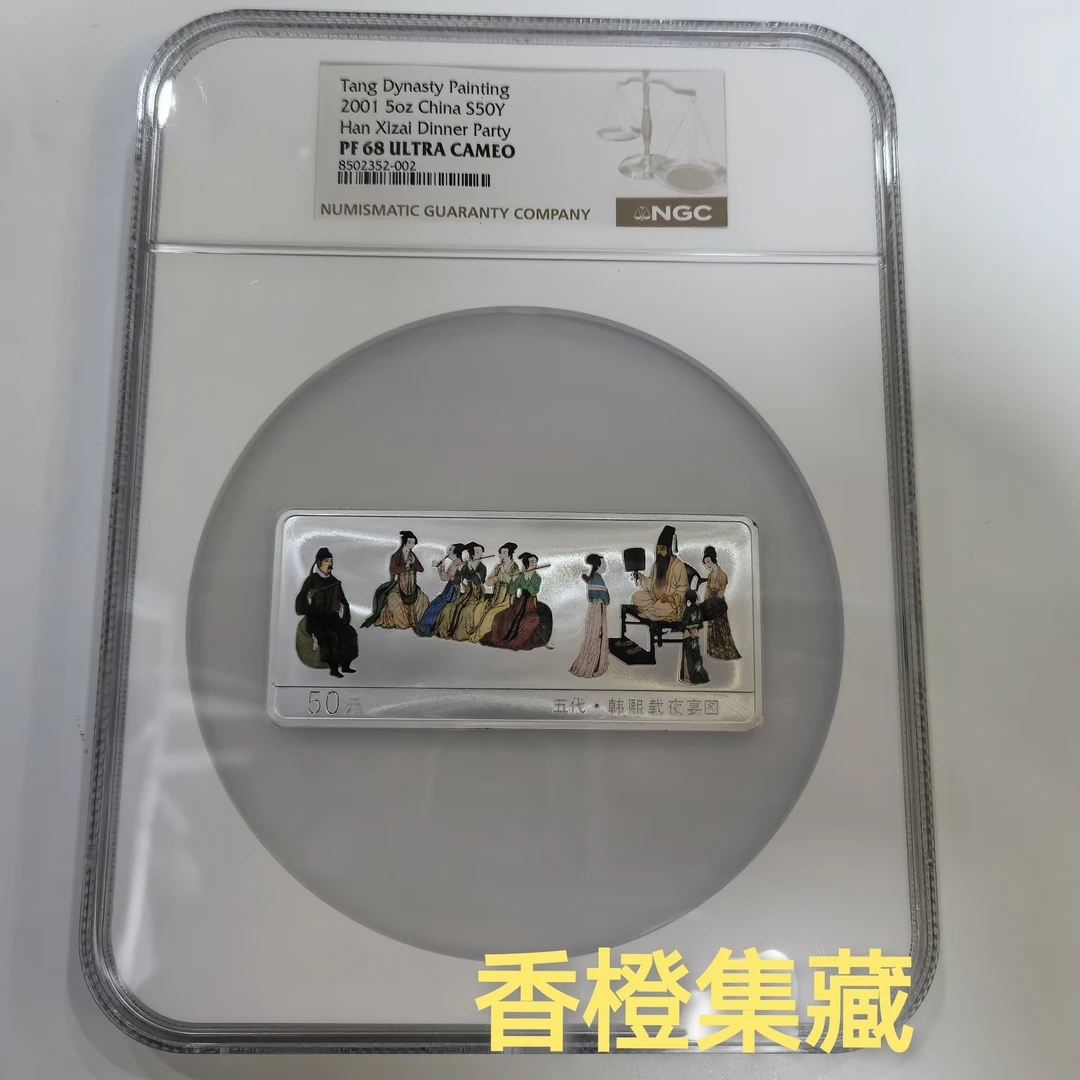 Tang Dynasty Painting
2001 5oz China S50Y
Han Xizai Dinner Party
PF 68 ULTRA CAMEO
8502352-002
NUMISMATIC GUARANTY COMPANY
NGC
50元
五代·韩熙载夜宴图
香橙集藏